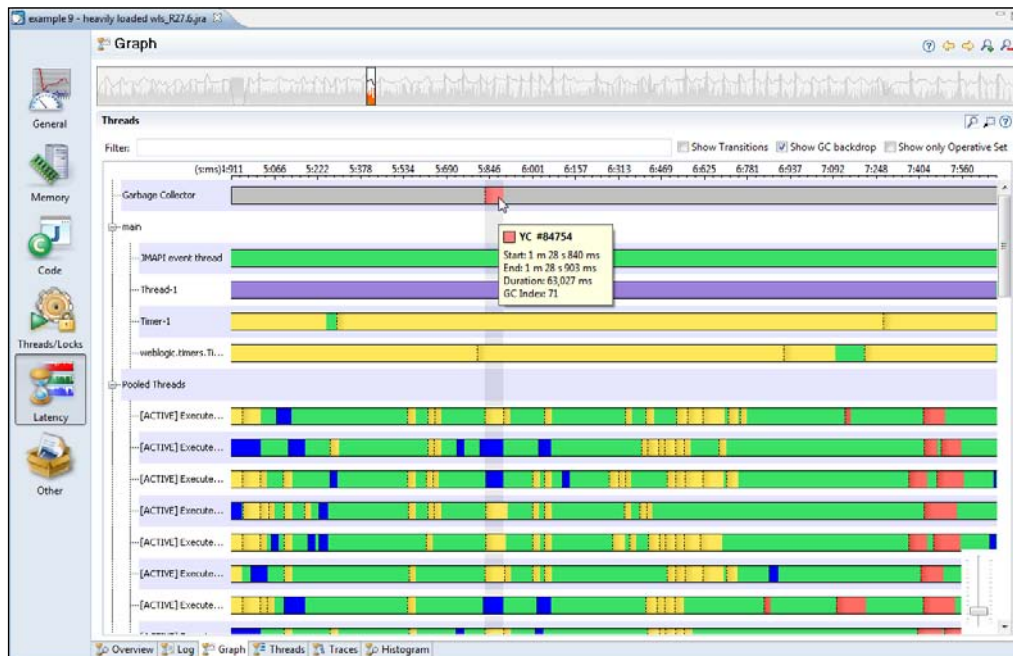 example 9 - heavily loaded wls_R27.6.jra
Graph
General
Memory
Code
Threads/Locks
Latency
Other
Threads
Filter:
Show Transitions Show GC backdrop Show only Operative Set
(s:ms) 5:066 5:222 5:378 5:534 5:690 5:846 6:001 6:157 6:313 6:469 6:625 6:781 6:937 7:092 7:248 7:404 7:560
Garbage Collector
YC #84754
Start: 1 m 28 s 840 ms
End: 1 m 28 s 903 ms
Duration: 63,027 ms
GC Index: 71
main
JMAPI event thread
Thread-1
Timer-1
weblogic.timers.Ti...
Pooled Threads
[ACTIVE] Execute...
[ACTIVE] Execute...
[ACTIVE] Execute...
[ACTIVE] Execute...
[ACTIVE] Execute...
[ACTIVE] Execute...
[ACTIVE] Execute...
Overview Log Graph Threads Traces Histogram